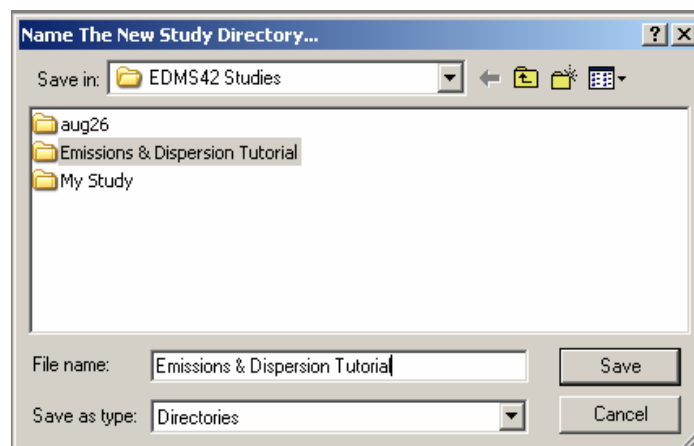 Name The New Study Directory...
Save in: EDMS42 Studies
aug26
Emissions & Dispersion Tutorial
My Study
File name: Emissions & Dispersion Tutorial Save
Save as type: Directories Cancel